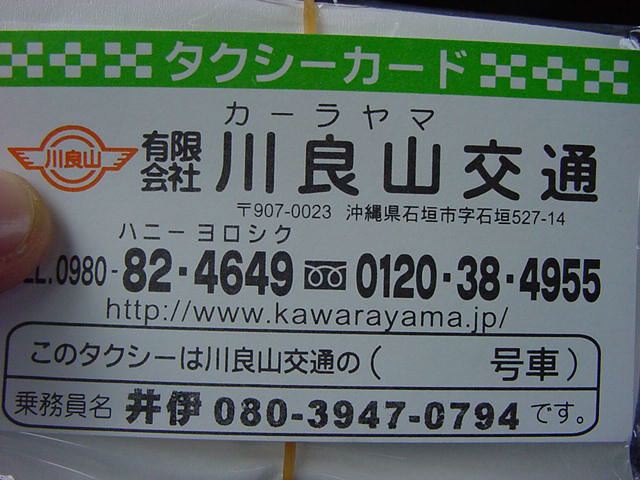 タクシーカード
カーラヤマ
川良山
有限会社 川良山交通
〒907-0023 沖縄県石垣市字石垣527-14
ハニーヨロシク
EL.0980-82・4649 0120・38・4955
http://www.kawarayama.jp/
このタクシーは川良山交通の( 号車)
乗務員名 井伊 080-3947-0794 です。